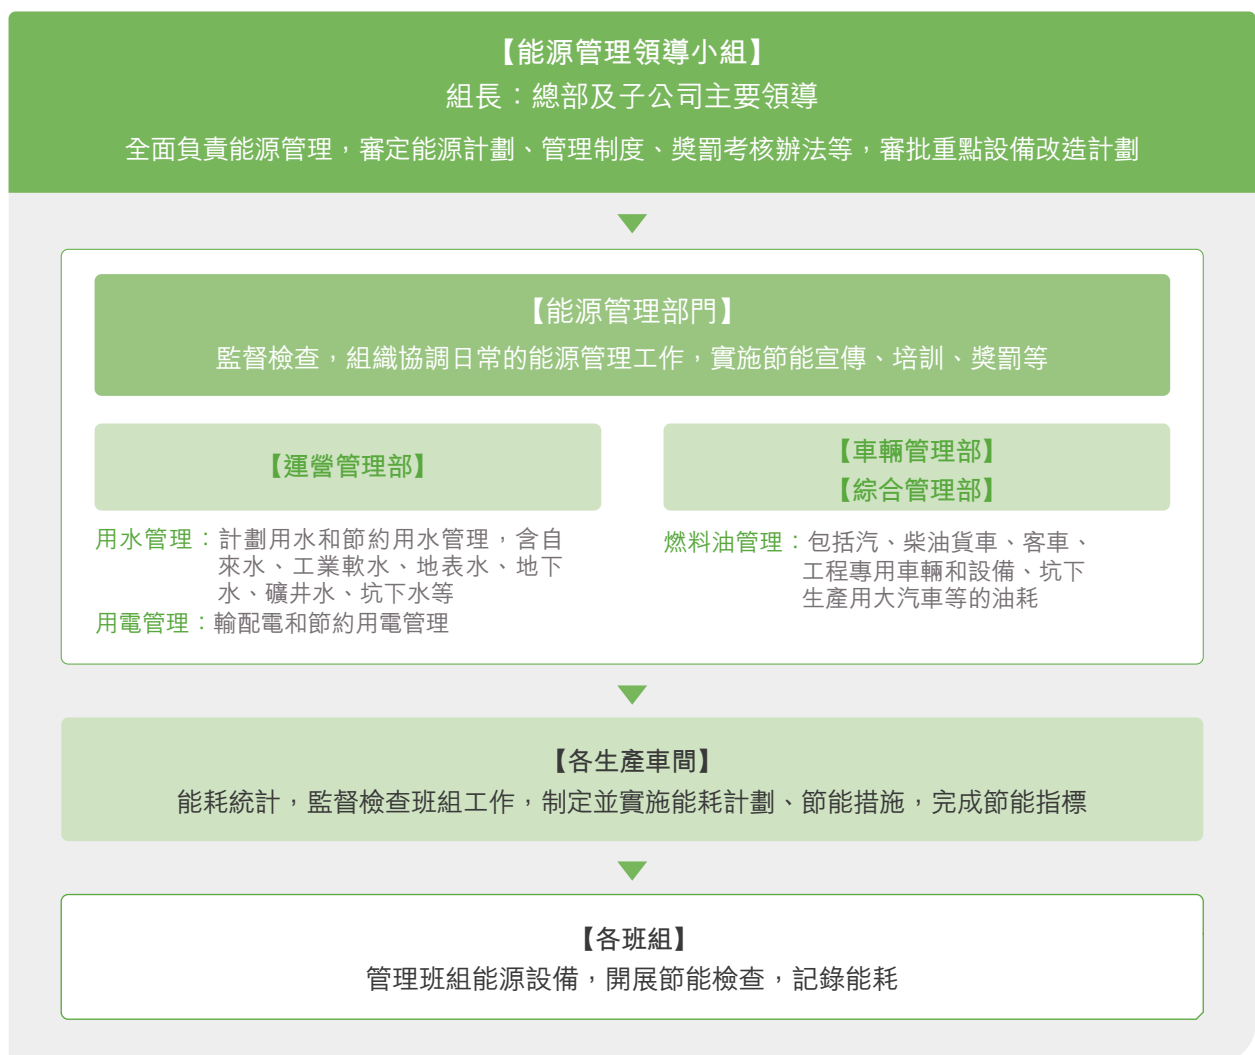 【能源管理領導小組】
組長：總部及子公司主要領導
全面負責能源管理，審定能源計劃、管理制度、獎罰考核辦法等，審批重點設備改造計劃
【能源管理部門】
監督檢查，組織協調日常的能源管理工作，實施節能宣傳、培訓、獎罰等
【運營管理部】
用水管理：計劃用水和節約用水管理，含自
來水、工業軟水、地表水、地下
水、礦井水、坑下水等
用電管理：輸配電和節約用電管理
【車輛管理部】
【綜合管理部】
燃料油管理：包括汽、柴油貨車、客車、
工程專用車輛和設備、坑下
生產用大汽車等的油耗
【各生產車間】
能耗統計，監督檢查班組工作，制定並實施能耗計劃、節能措施，完成節能指標
【各班組】
管理班組能源設備，開展節能檢查，記錄能耗